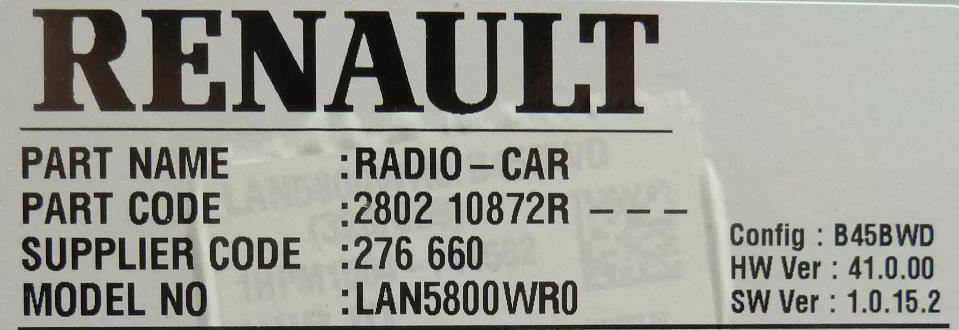 RENAULT
PART NAME :RADIO-CAR
PART CODE :2802 10872R - - -
SUPPLIER CODE :276 660
MODEL NO :LAN5800WR0
Config : B45BWD
HW Ver : 41.0.00
SW Ver : 1.0.15.2